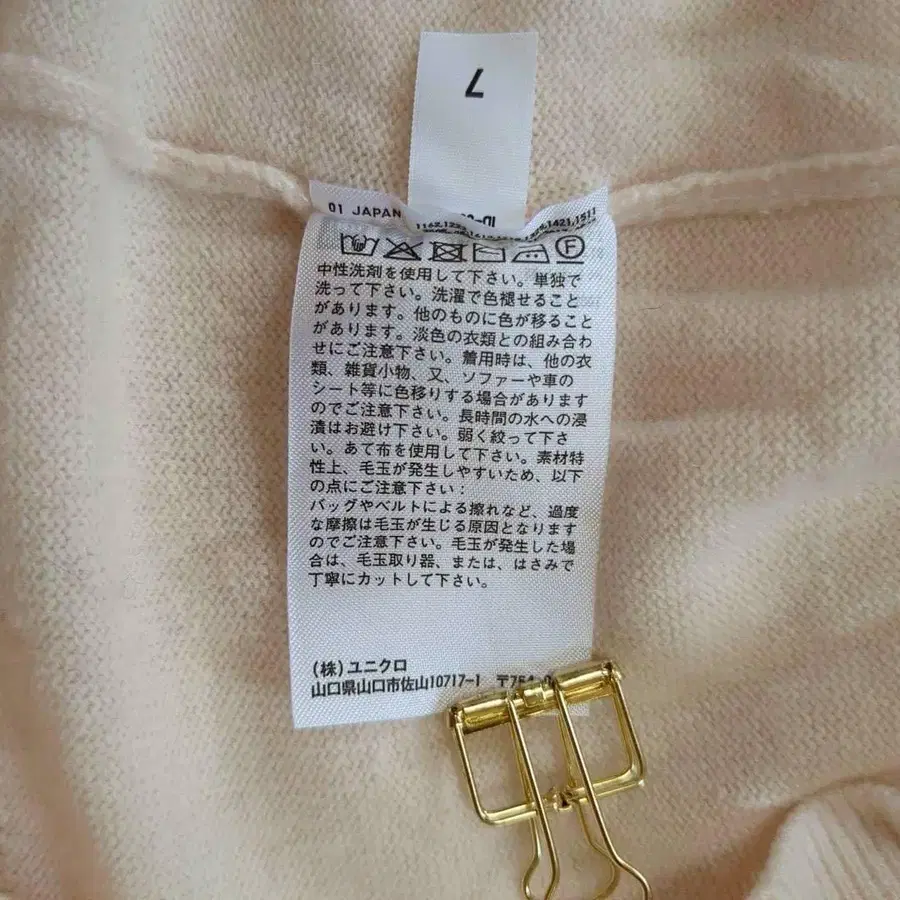 L
01 JAPAN
中性洗剤を使用して下さい。単独で
洗って下さい。洗濯で色褪せること
があります。他のものに色が移ること
があります。淡色の衣類との組み合わ
せにご注意下さい。着用時は、他の衣
類、雑貨小物、又、ソファーや車の
シート等に色移りする場合があります
のでご注意下さい。長時間の水への浸
漬はお避け下さい。弱く絞って下さ
い。あて布を使用して下さい。素材特
性上、毛玉が発生しやすいため、以下
の点にご注意下さい：
バッグやベルトによる擦れなど、過度
な摩擦は毛玉が生じる原因となります
のでご注意下さい。毛玉が発生した場
合は、毛玉取り器、または、はさみで
丁寧にカットして下さい。
(株)ユニクロ
山口県山口市佐山10717-1 〒754-0